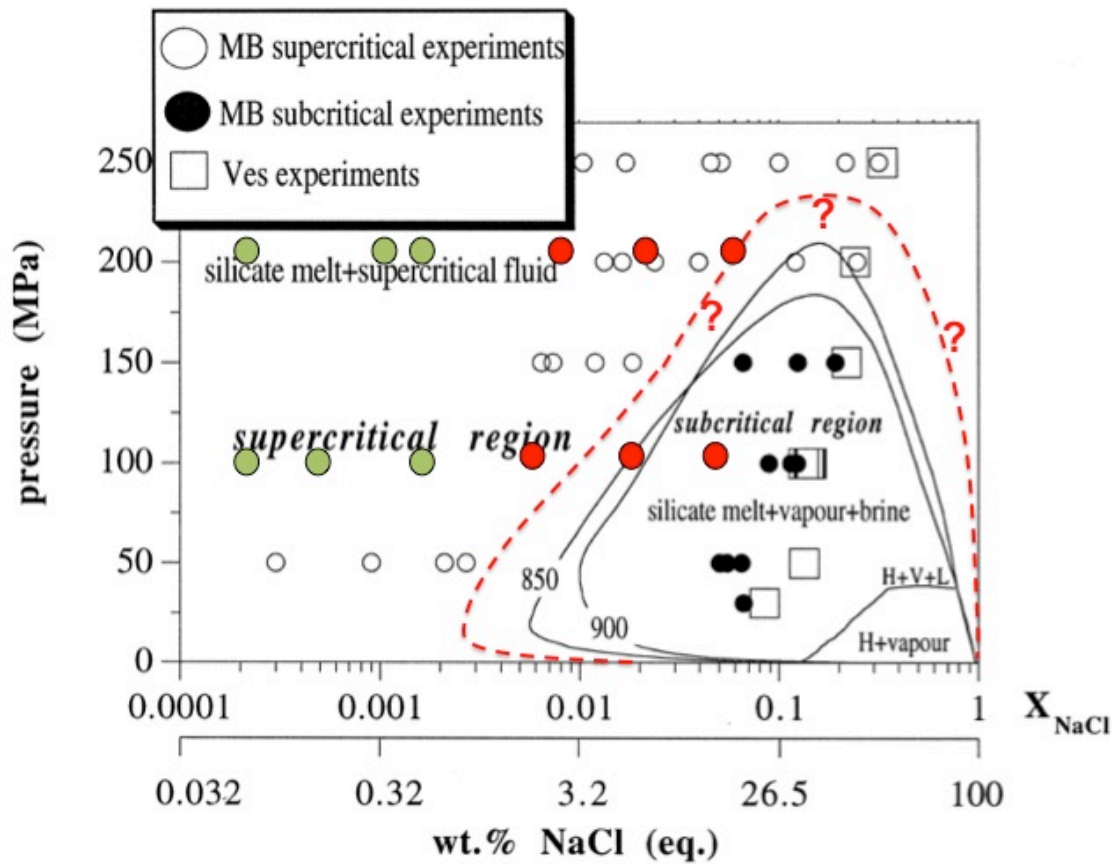 MB supercritical experiments
MB subcritical experiments
Ves experiments
250
200
150
100
50
0
pressure (MPa)
silicate melt+supercritical fluid
supercritical region
subcritical region
silicate melt+vapour+brine
?
?
?
850
900
H+V+L
H+vapour
0.0001 0.001 0.01 0.1 1 X NaCl
0.032 0.32 3.2 26.5 100
wt.% NaCl (eq.)